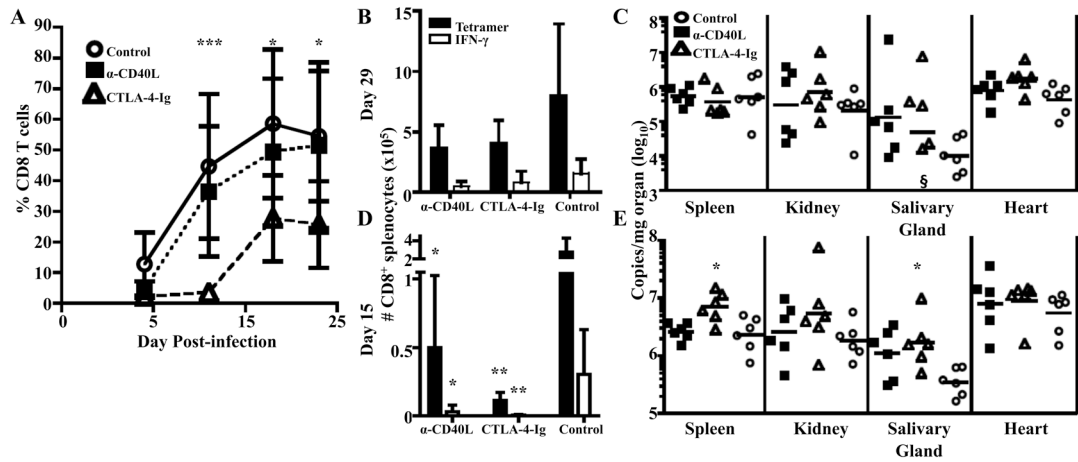 A
90
80
70
60
50
40
30
20
10
0
% CD8 T cells
Control
α-CD40L
CTLA-4-Ig
***
*
*
0
5
15
25
Day Post-infection
B
Tetramer
IFN-γ
15
10
5
0
Day 29
α-CD40L
CTLA-4-Ig
Control
# CD8⁺ splenocytes (x10⁵)
D
4
2
1
0.5
0
Day 15
*
*
**
**
α-CD40L
CTLA-4-Ig
Control
C
Control
α-CD40L
CTLA-4-Ig
7
6
5
4
3
§
Spleen
Kidney
Salivary
Gland
Heart
Copies/mg organ (log₁₀)
E
8
7
6
5
*
*
Spleen
Kidney
Salivary
Gland
Heart